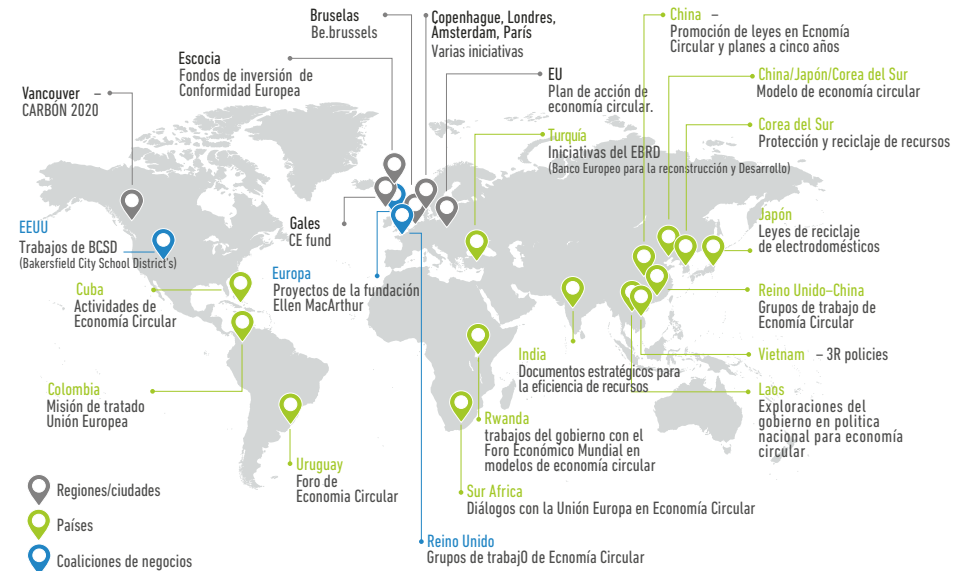 Bruselas
Be.brussels
Copenhague, Londres,
Amsterdam, París
Varias iniciativas
China –
Promoción de leyes en Ecnomía
Circular y planes a cinco años
Escocia
Fondos de inversión de
Conformidad Europea
EU
Plan de acción de
economía circular.
China/Japón/Corea del Sur
Modelo de economía circular
Vancouver –
CARBÓN 2020
Turquía
Iniciativas del EBRD
(Banco Europeo para la reconstrucción y Desarrollo)
Corea del Sur
Protección y reciclaje de recursos
Japón
Leyes de reciclaje
de electrodomésticos
EEUU
Trabajos de BCSD
(Bakersfield City School District's)
Gales
CE fund
Europa
Proyectos de la fundación
Ellen MacArthur
Cuba
Actividades de
Economía Circular
Reino Unido–China
Grupos de trabajo de
Ecnomía Circular
India
Documentos estratégicos para
la eficiencia de recursos
Vietnam – 3R policies
Colombia
Misión de tratado
Unión Europea
Laos
Exploraciones del
gobierno en politica
nacional para economía
circular
Rwanda
trabajos del gobierno con el
Foro Económico Mundial en
modelos de economía circular
Uruguay
Foro de
Economia Circular
Sur Africa
Diálogos con la Unión Europa en Economía Circular
Reino Unido
Grupos de trabajO de Ecnomía Circular
Regiones/ciudades
Países
Coaliciones de negocios